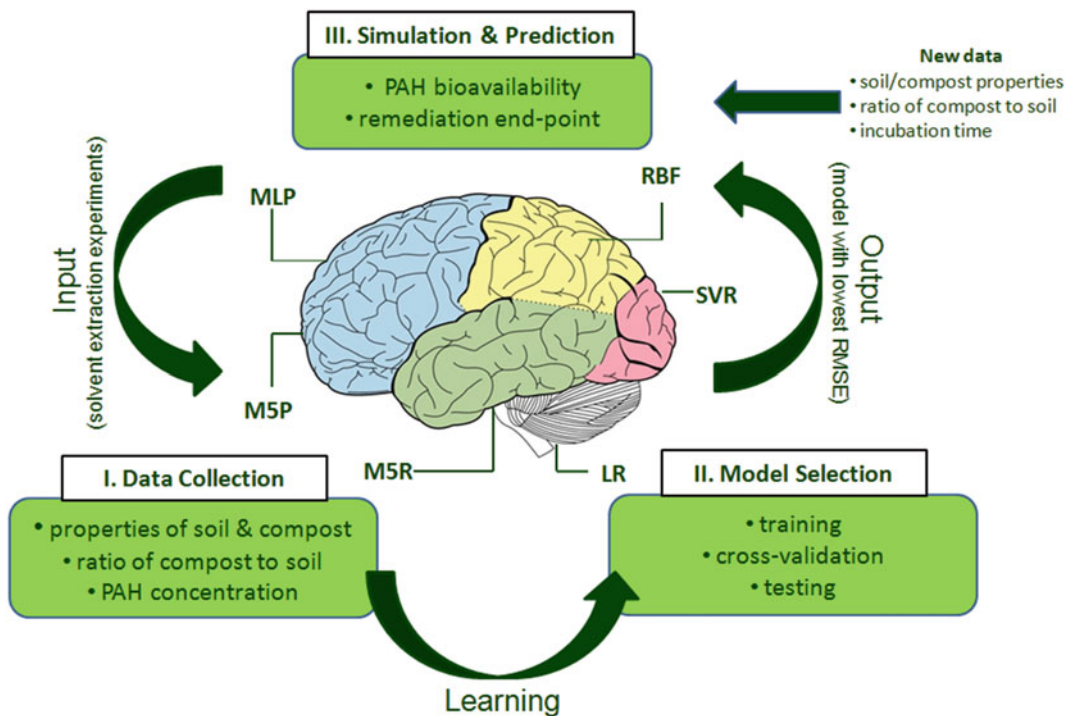 III. Simulation & Prediction
• PAH bioavailability
• remediation end-point
New data
• soil/compost properties
• ratio of compost to soil
• incubation time
Input
(solvent extraction experiments)
MLP
RBF
SVR
M5P
M5R
LR
Output
(model with lowest RMSE)
I. Data Collection
• properties of soil & compost
• ratio of compost to soil
• PAH concentration
II. Model Selection
• training
• cross-validation
• testing
Learning